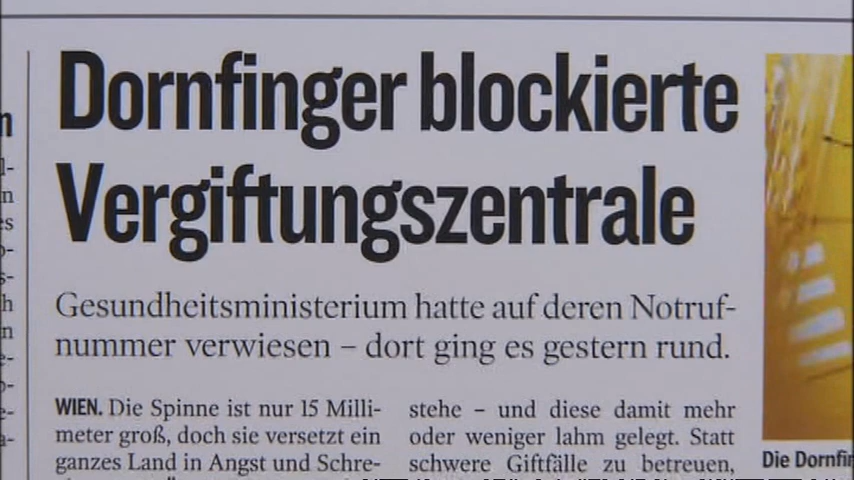 Dornfinger blockierte
Vergiftungszentrale
Gesundheitsministerium hatte auf deren Notruf-
nummer verwiesen – dort ging es gestern rund.
WIEN. Die Spinne ist nur 15 Milli-
meter groß, doch sie versetzt ein
ganzes Land in Angst und Schre-
stehe – und diese damit mehr
oder weniger lahm gelegt. Statt
schwere Giftfälle zu betreuen,
Die Dornfin